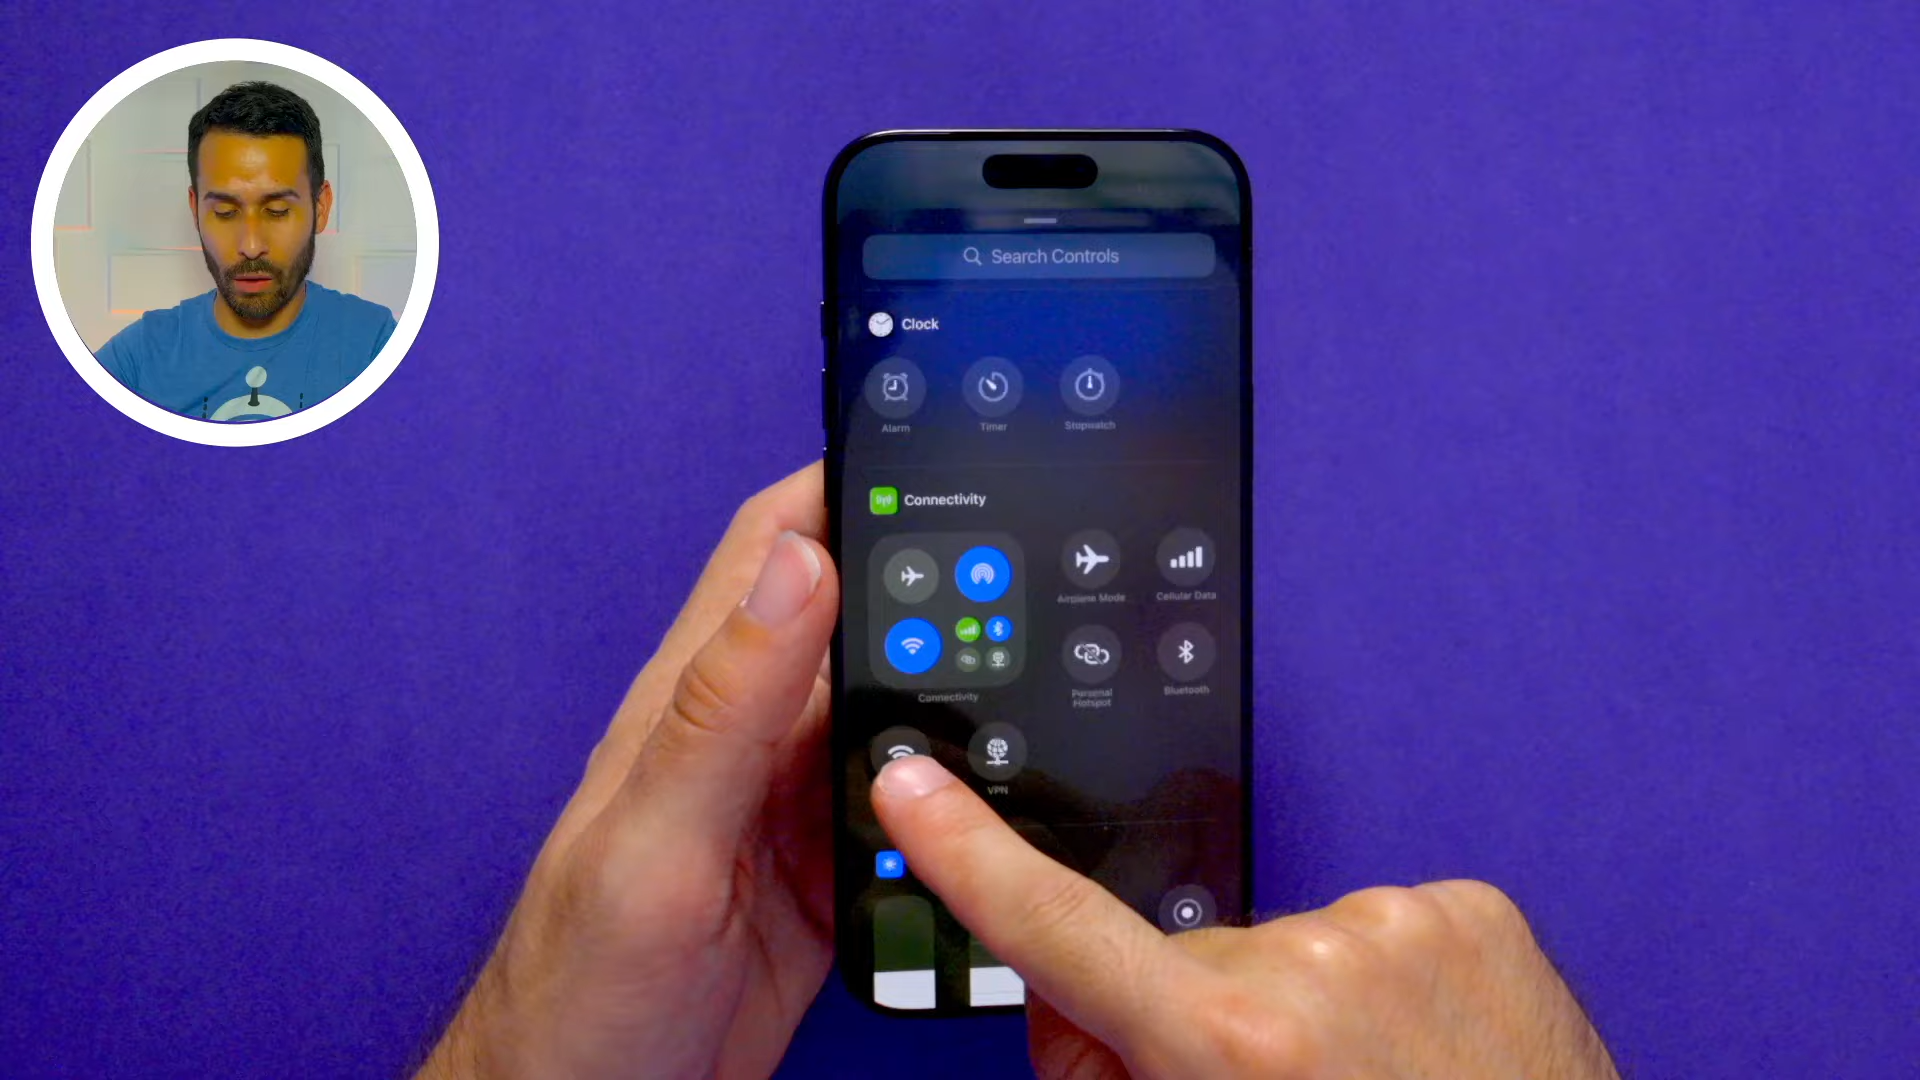 Search Controls
Clock
Alarm
Timer
Stopwatch
Connectivity
Airplane Mode
Cellular Data
Personal
Hotspot
Bluetooth
Connectivity
VPN